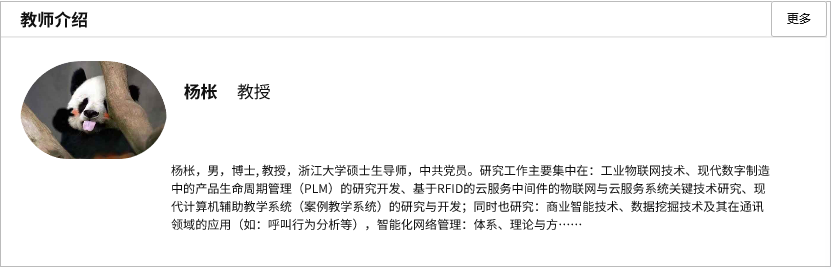 教师介绍
更多
杨枨 教授
杨枨，男，博士, 教授，浙江大学硕士生导师，中共党员。研究工作主要集中在：工业物联网技术、现代数字制造
中的产品生命周期管理（PLM）的研究开发、基于RFID的云服务中间件的物联网与云服务系统关键技术研究、现
代计算机辅助教学系统（案例教学系统）的研究与开发；同时也研究：商业智能技术、数据挖掘技术及其在通讯
领域的应用（如：呼叫行为分析等），智能化网络管理：体系、理论与方……